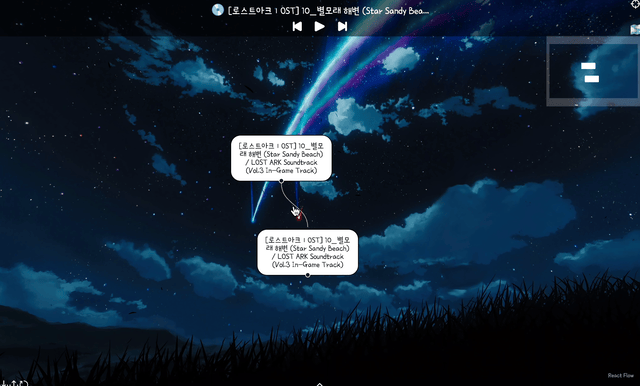 [로스트아크 | OST] 10_별모래 해변 (Star Sandy Bea...
[로스트아크 | OST] 10_별모
래 해변 (Star Sandy Beach)
/ LOST ARK Soundtrack
(Vol.3 In-Game Track)
[로스트아크 | OST] 10_별모
래 해변 (Star Sandy Beach)
/ LOST ARK Soundtrack
(Vol.3 In-Game Track)
React Flow